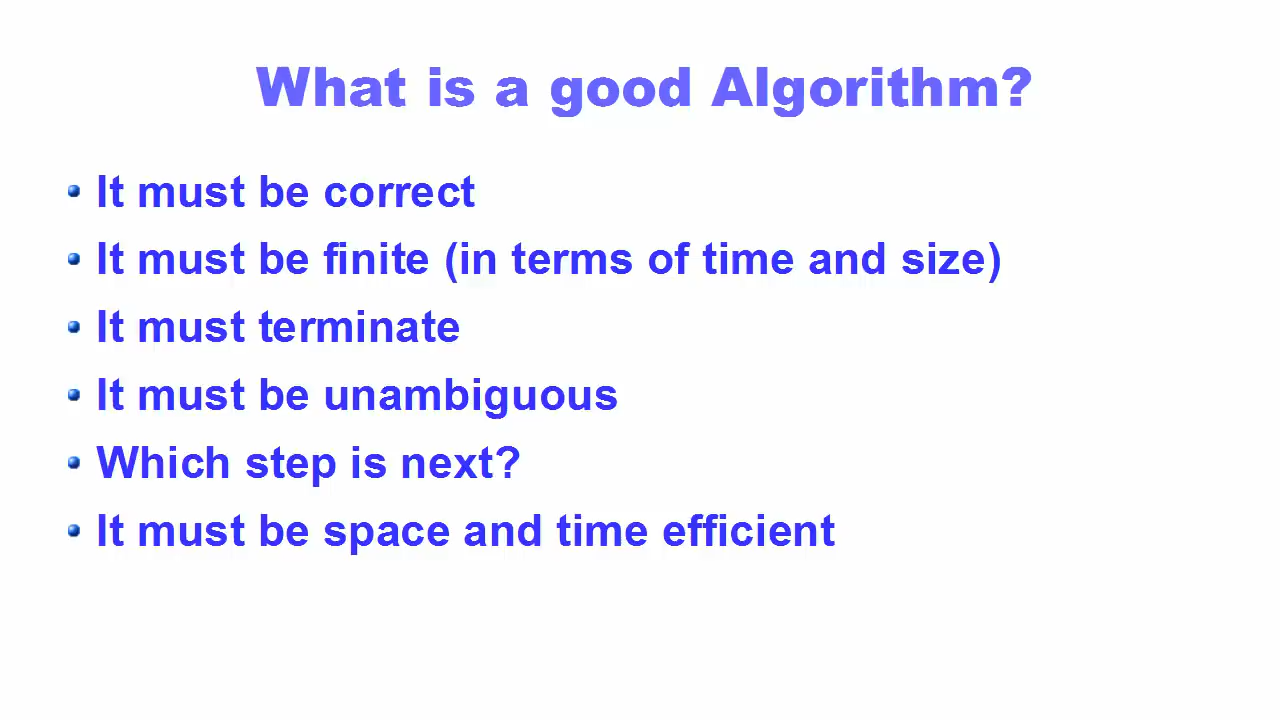 What is a good Algorithm?
• It must be correct
• It must be finite (in terms of time and size)
• It must terminate
• It must be unambiguous
• Which step is next?
• It must be space and time efficient